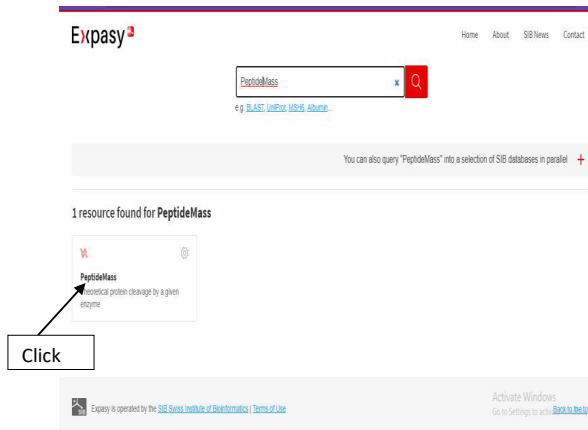 Expasy
Home About SIB News Contact
PeptideMass x
e.g. BLAST, UniProt, MSH6, Albumin...
You can also query "PeptideMass" into a selection of SIB databases in parallel +
1 resource found for PeptideMass
PeptideMass
Theoretical protein cleavage by a given
enzyme
Click
Expasy is operated by the SIB Swiss Institute of Bioinformatics | Terms of Use
Activate Windows
Go to Settings to Back to the to
SIB